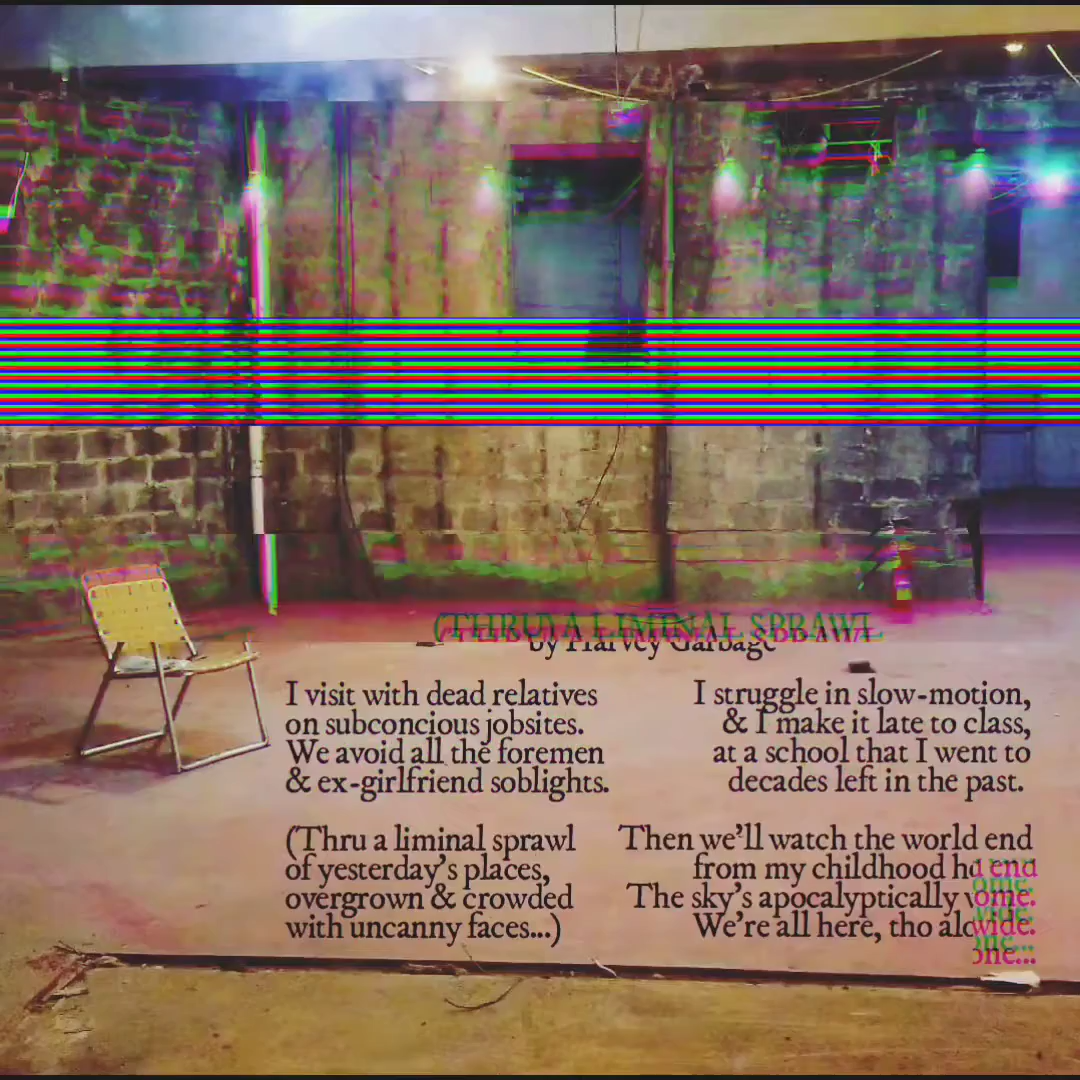 (THRU) A LIMINAL SPRAWL
by Harvey Garbage
I visit with dead relatives
on subconcious jobsites.
We avoid all the foremen
& ex-girlfriend soblights.
(Thru a liminal sprawl
of yesterday's places,
overgrown & crowded
with uncanny faces...)
I struggle in slow-motion,
& I make it late to class,
at a school that I went to
decades left in the past.
Then we'll watch the world end
from my childhood home.
The sky's apocalyptically wide.
We're all here, tho alone...